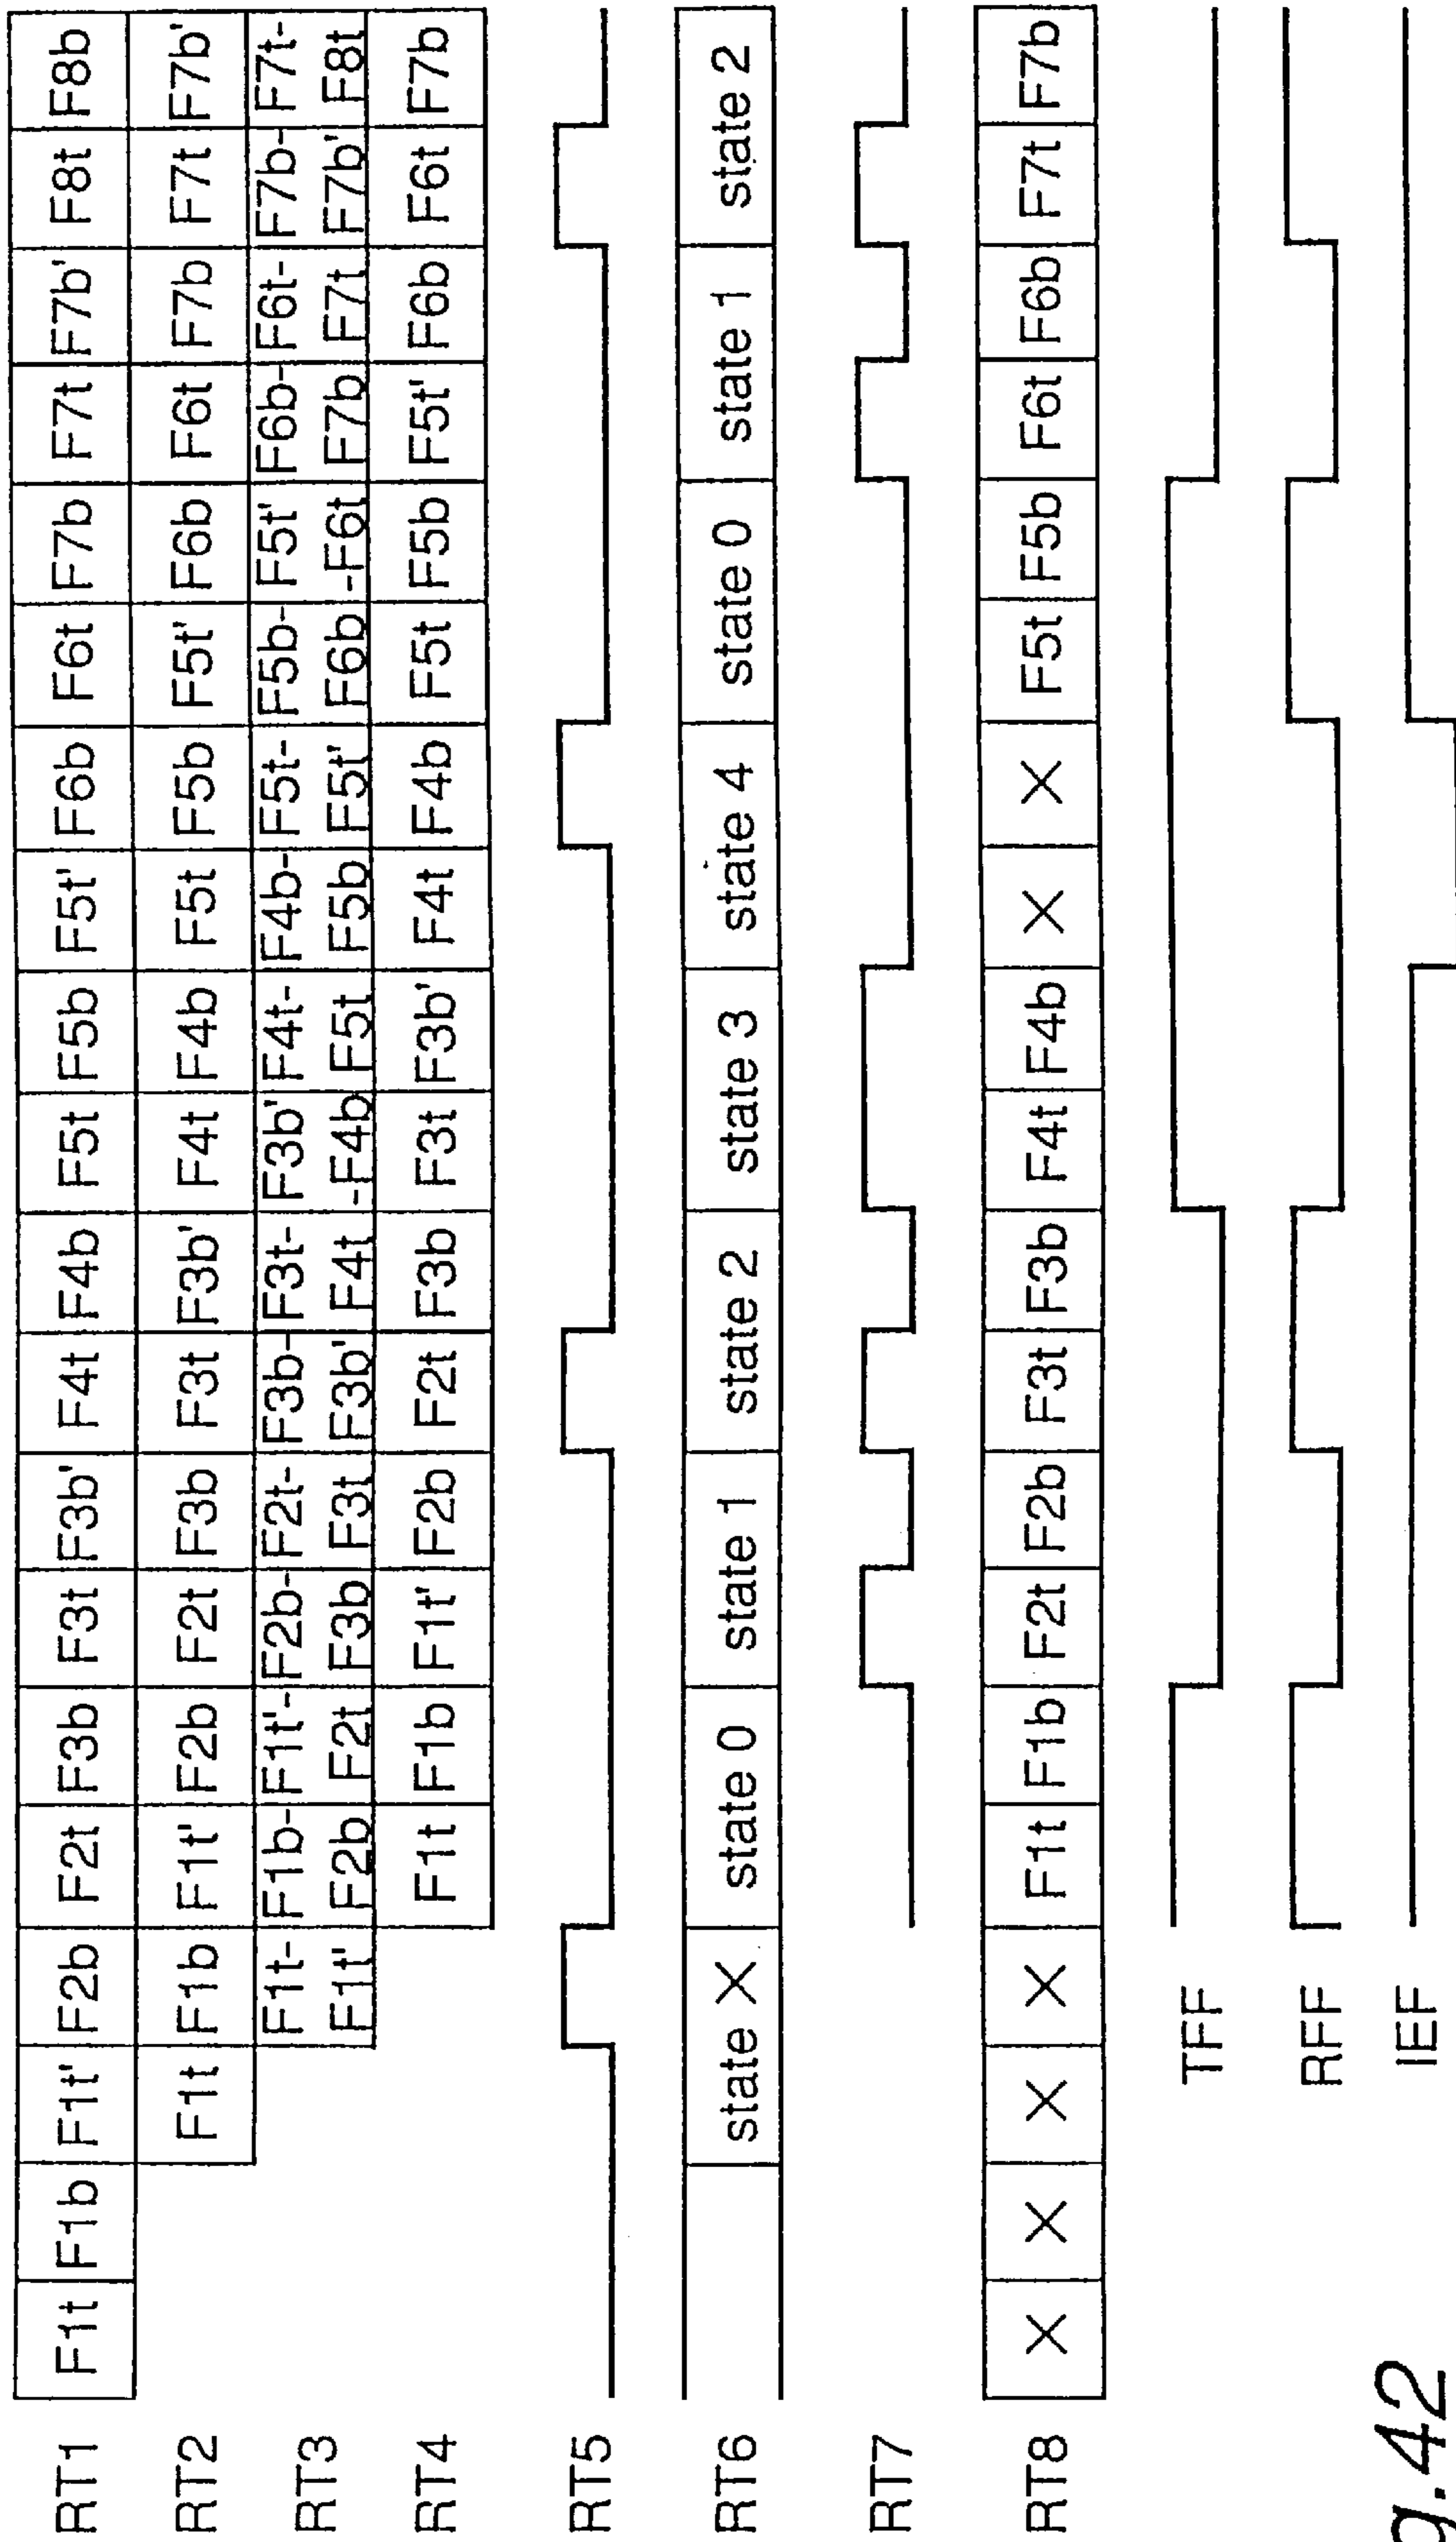 RT1 F1t F1b F1t' F2b F2t F3b F3t F3b' F4t F4b F5t F5b F5t' F6b F6t F7b F7t F7b' F8t F8b
RT2 F1t F1b F1t' F2b F2t F3b F3t F3b' F4t F4b F5t F5b F5t' F6b F6t F7b F7t F7b'
RT3 F1t- F1b- F1t'- F2b- F2t- F3b- F3t- F3b' F4t- F4b- F5t- F5b- F5t' F6b- F6t- F7b- F7t-
F1t' F2b F2t F3b F3t F3b' F4t -F4b F5t F5b F5t' F6b -F6t F7b F7t F7b' F8t
RT4 F1t F1b F1t' F2b F2t F3b F3t F3b' F4t F4b F5t F5b F5t' F6b F6t F7b
RT5
RT6 state X state 0 state 1 state 2 state 3 state 4 state 0 state 1 state 2
RT7
RT8 X X X X F1t F1b F2t F2b F3t F3b F4t F4b X X F5t F5b F6t F6b F7t F7b
TFF
RFF
IEF
g.42